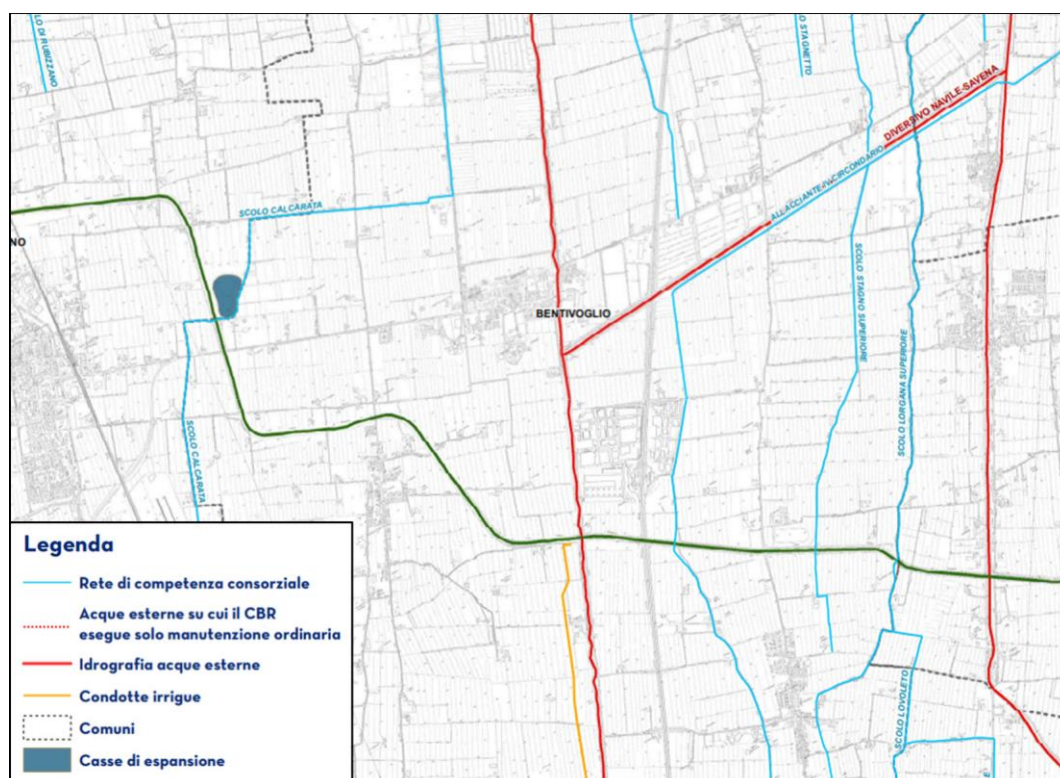 LO DI RUBIZZANO
LO STAGNETTO
DIVERSIVO NAVILE-SAVENA
ALLACCIANTE IV CIRCONDARIO
SCOLO CALCARATA
NO
SCOLO STAGNO SUPERIORE
BENTIVOGLIO
SCOLO LORGANA SUPERIORE
SCOLO CALCARATA
SCOLO LOVOLETO
Legenda
Rete di competenza consorziale
Acque esterne su cui il CBR
esegue solo manutenzione ordinaria
Idrografia acque esterne
Condotte irrigue
Comuni
Casse di espansione